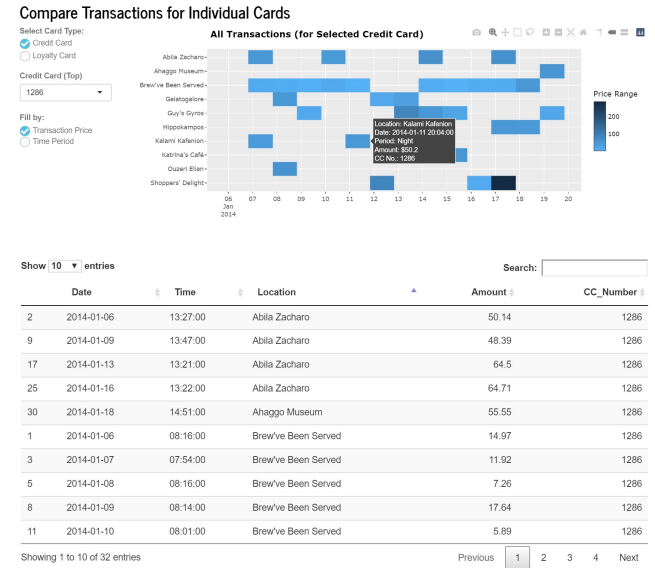 Compare Transactions for Individual Cards
Select Card Type:
Credit Card
Loyalty Card
Credit Card (Top)
1286
Fill by:
Transaction Price
Time Period
All Transactions (for Selected Credit Card)
Abila Zacharo
Ahaggo Museum
Brew've Been Served
Gelatogalore
Guy's Gyros
Hippokampos
Kalami Kafenion
Katrina's Café
Ouzeri Elian
Shoppers' Delight
Location: Kalami Kafenion
Date: 2014-01-11 20:04:00
Period: Night
Amount: $50.2
CC No.: 1286
06 07 08 09 10 11 12 13 14 15 16 17 18 19 20
Jan
2014
Price Range
200
100
Show 10 entries
Search:
Date Time Location Amount CC_Number
2 2014-01-06 13:27:00 Abila Zacharo 50.14 1286
9 2014-01-09 13:47:00 Abila Zacharo 48.39 1286
17 2014-01-13 13:21:00 Abila Zacharo 64.5 1286
25 2014-01-16 13:22:00 Abila Zacharo 64.71 1286
30 2014-01-18 14:51:00 Ahaggo Museum 55.55 1286
1 2014-01-06 08:16:00 Brew've Been Served 14.97 1286
3 2014-01-07 07:54:00 Brew've Been Served 11.92 1286
5 2014-01-08 08:16:00 Brew've Been Served 7.26 1286
8 2014-01-09 08:14:00 Brew've Been Served 17.64 1286
11 2014-01-10 08:01:00 Brew've Been Served 5.89 1286
Showing 1 to 10 of 32 entries
Previous 1 2 3 4 Next